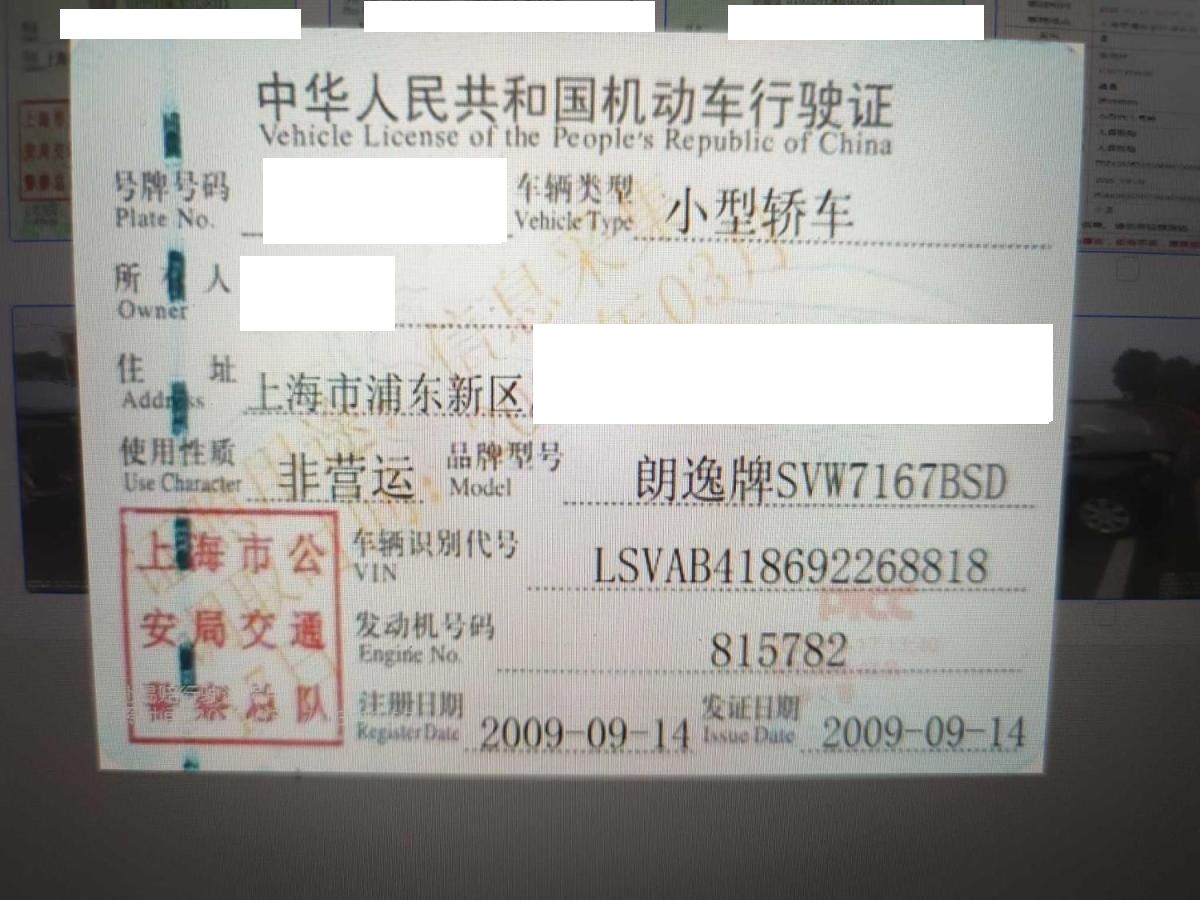 中华人民共和国机动车行驶证
Vehicle License of the People's Republic of China
号牌号码
Plate No.
车辆类型
Vehicle Type
小型轿车
所 人
Owner
住 址
Address
上海市浦东新区
使用性质
Use Character
非营运
品牌型号
Model
朗逸牌SVW7167BSD
上海市公
安局交通
警察总队
车辆识别代号
VIN
LSVAB418692268818
发动机号码
Engine No.
815782
注册日期
Register Date
2009-09-14
发证日期
Issue Date
2009-09-14